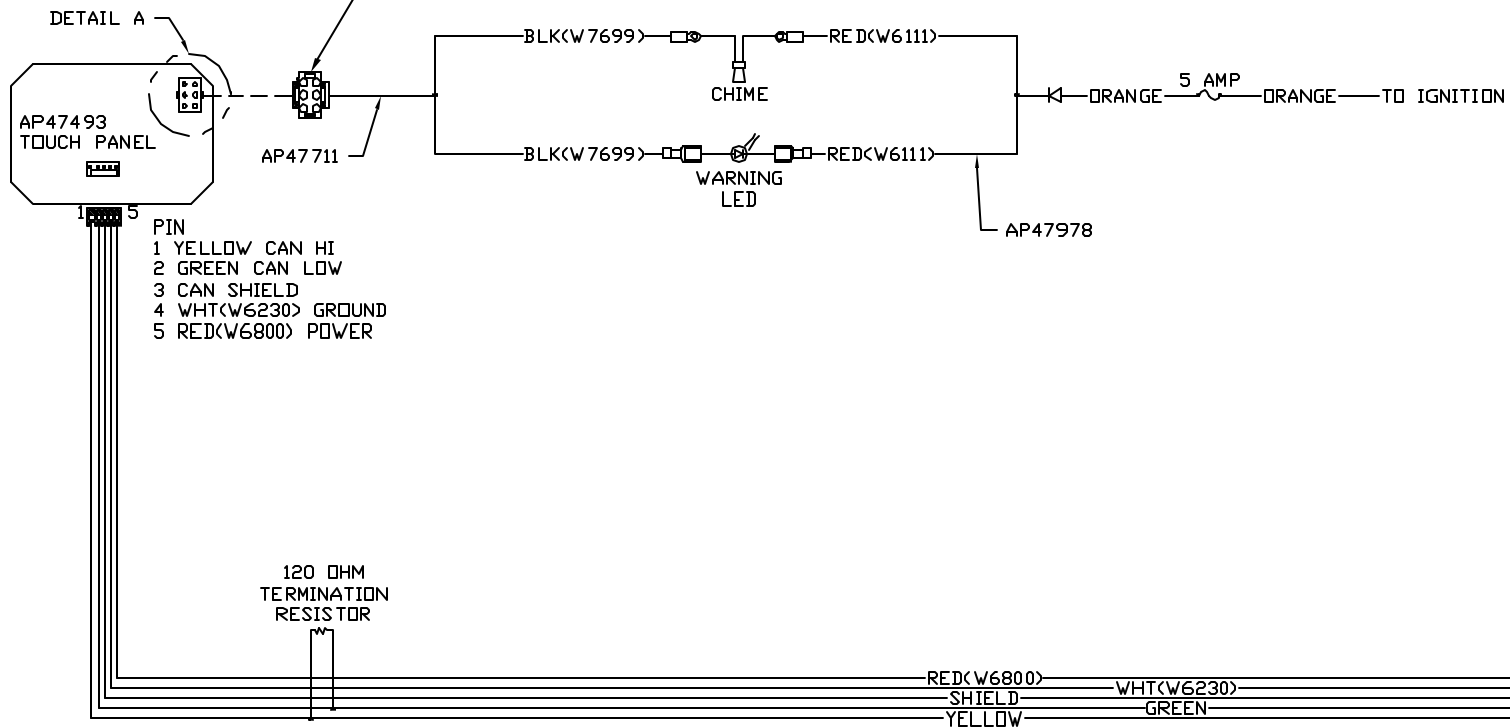 DETAIL A
BLK(W7699)
RED(W6111)
CHIME
5 AMP
ORANGE
ORANGE
TO IGNITION
AP47493
TOUCH PANEL
AP47711
BLK(W7699)
RED(W6111)
WARNING
LED
AP47978
1
5
PIN
1 YELLOW CAN HI
2 GREEN CAN LOW
3 CAN SHIELD
4 WHT(W6230) GROUND
5 RED(W6800) POWER
120 OHM
TERMINATION
RESISTOR
RED(W6800)
WHT(W6230)
SHIELD
GREEN
YELLOW